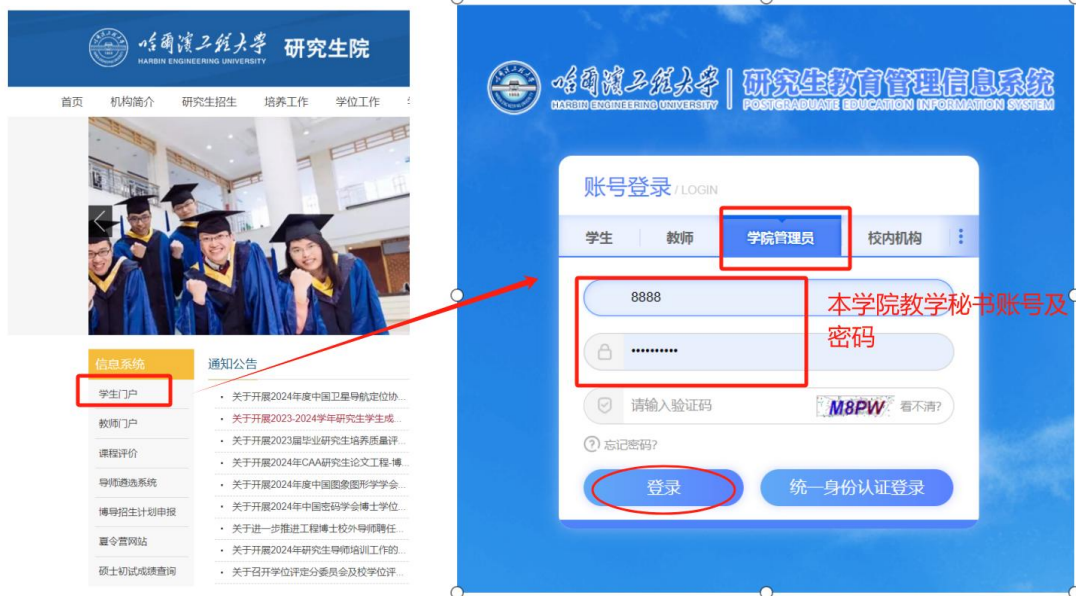 哈尔滨工程大学 研究生院
HARBIN ENGINEERING UNIVERSITY
首页 机构简介 研究生招生 培养工作 学位工作
信息系统
学生门户
教师门户
课程评价
导师遴选系统
博导招生计划申报
夏令营网站
硕士初试成绩查询
通知公告
关于开展2024年度中国卫星导航定位协...
关于开展2023-2024学年研究生学生成...
关于开展2023届毕业研究生培养质量评...
关于开展2024年CAA研究生论文工程-博...
关于开展2024年度中国图象图形学学会...
关于开展2024年中国密码学会博士学位...
关于进一步推进工程博士校外导师聘任...
关于开展2024年研究生导师培训工作的...
关于召开学位评定分委员会及校学位评...
哈尔滨工程大学 研究生教育管理信息系统
HARBIN ENGINEERING UNIVERSITY POSTGRADUATE EDUCATION INFORMATION SYSTEM
账号登录 / LOGIN
学生 教师 学院管理员 校内机构
8888
••••••••••
本学院教学秘书账号及
密码
请输入验证码 M8PW 看不清?
? 忘记密码?
登录 统一身份认证登录